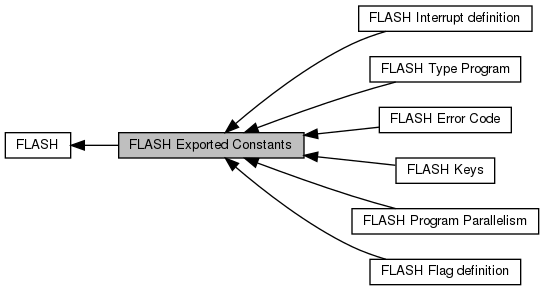 FLASH Interrupt definition
FLASH Type Program
FLASH Error Code
FLASH
FLASH Exported Constants
FLASH Keys
FLASH Program Parallelism
FLASH Flag definition